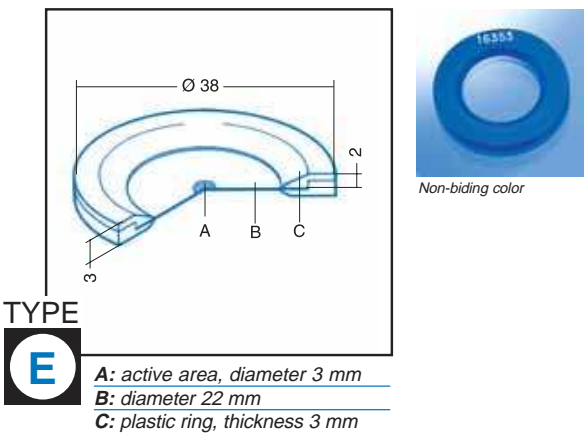 Ø 38
16353
2
Non-biding color
A
B
C
3
TYPE
E
A: active area, diameter 3 mm
B: diameter 22 mm
C: plastic ring, thickness 3 mm